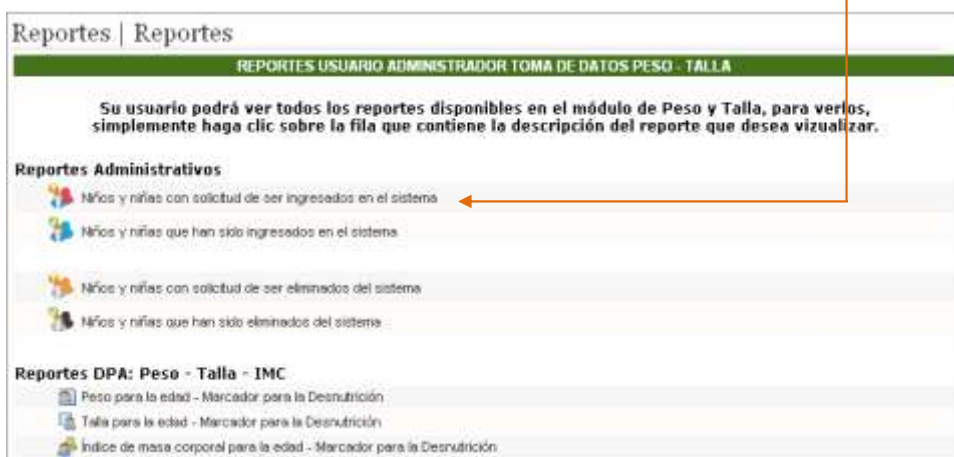 Reportes | Reportes
REPORTES USUARIO ADMINISTRADOR TOMA DE DATOS PESO - TALLA
Su usuario podrá ver todos los reportes disponibles en el módulo de Peso y Talla, para verlos,
simplemente haga clic sobre la fila que contiene la descripción del reporte que desea vizualizar.
Reportes Administrativos
Niños y niñas con solicitud de ser ingresados en el sistema
Niños y niñas que han sido ingresados en el sistema
Niños y niñas con solicitud de ser eliminados del sistema
Niños y niñas que han sido eliminados del sistema
Reportes DPA: Peso - Talla - IMC
Peso para la edad - Marcador para la Desnutrición
Talla para la edad - Marcador para la Desnutrición
Índice de masa corporal para la edad - Marcador para la Desnutrición